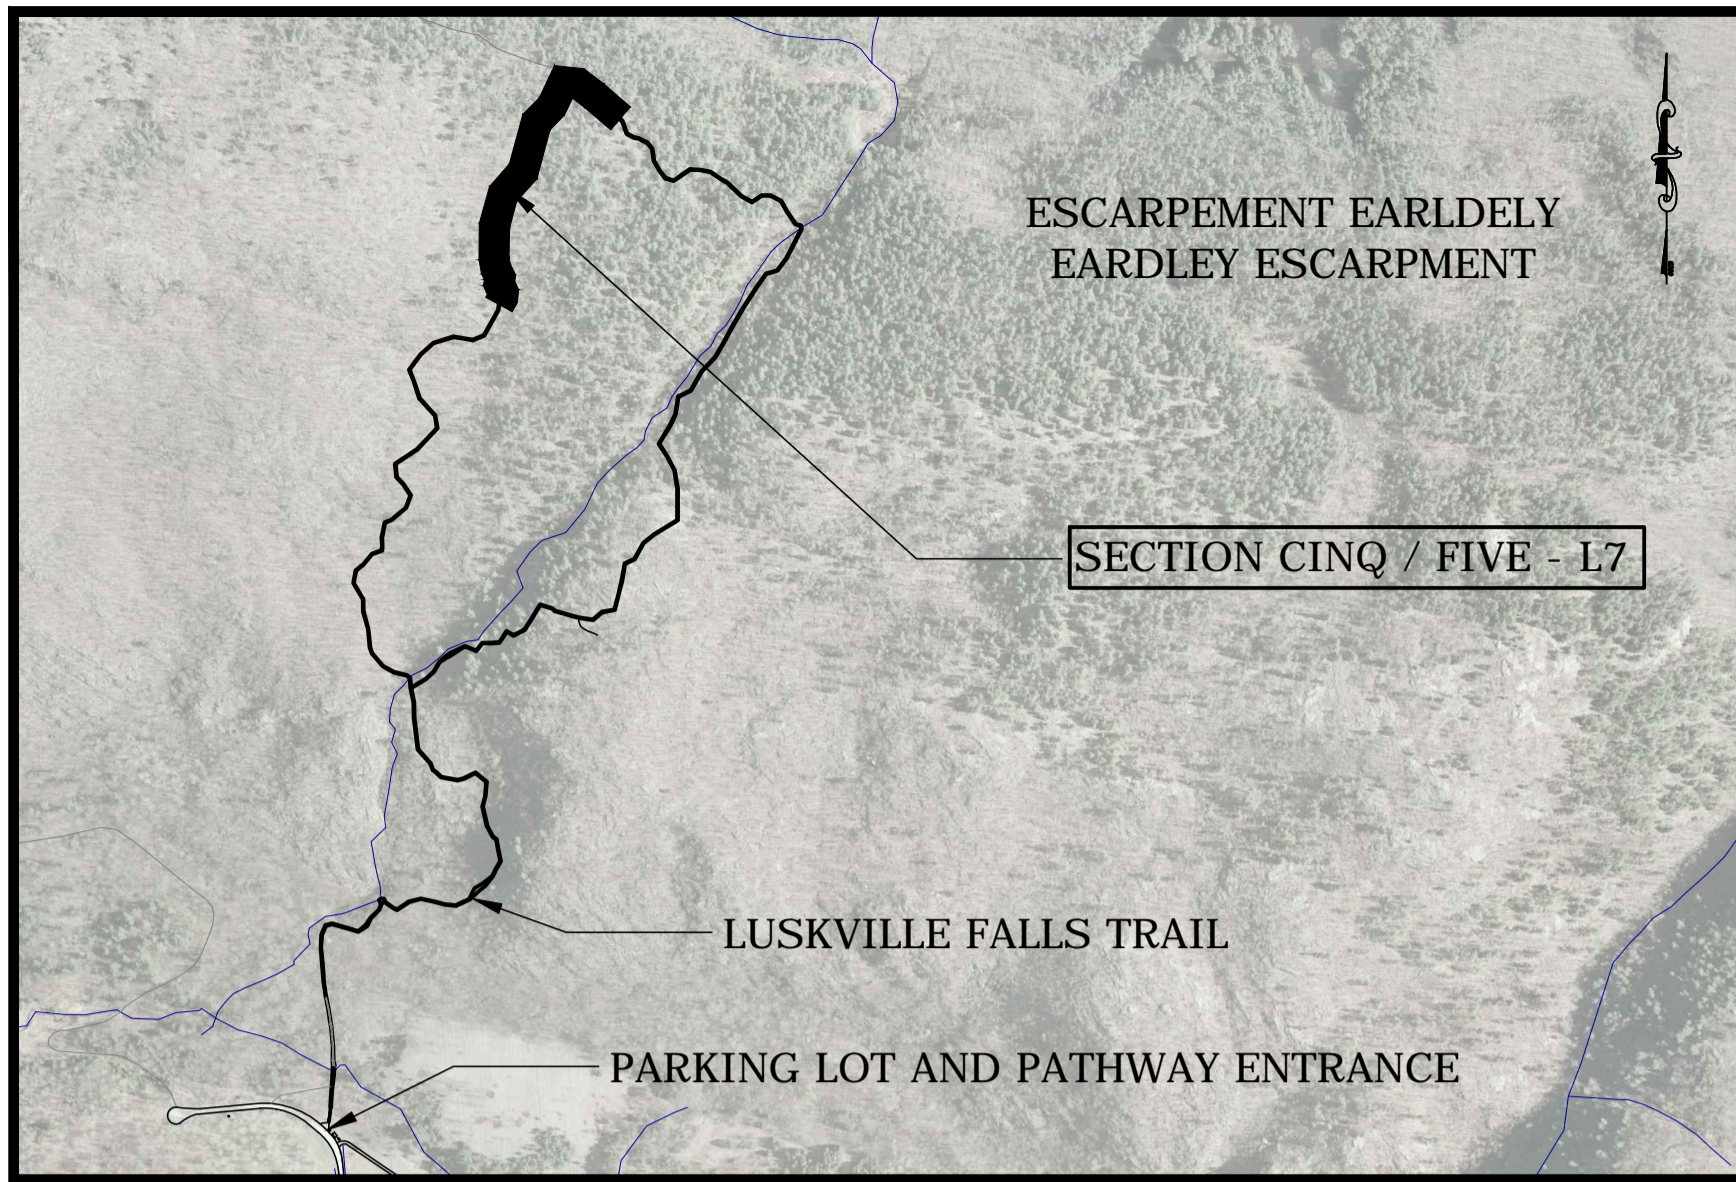 ESCARPEMENT EARLDELY
EARDLEY ESCARPMENT
SECTION CINQ / FIVE - L7
LUSKVILLE FALLS TRAIL
PARKING LOT AND PATHWAY ENTRANCE